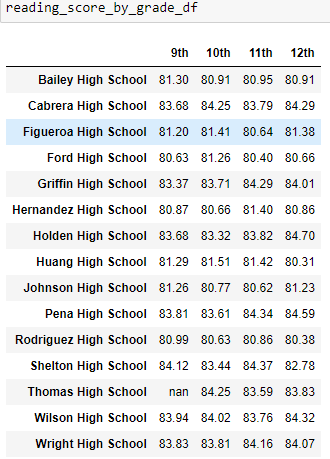 reading_score_by_grade_df
9th 10th 11th 12th
Bailey High School 81.30 80.91 80.95 80.91
Cabrera High School 83.68 84.25 83.79 84.29
Figueroa High School 81.20 81.41 80.64 81.38
Ford High School 80.63 81.26 80.40 80.66
Griffin High School 83.37 83.71 84.29 84.01
Hernandez High School 80.87 80.66 81.40 80.86
Holden High School 83.68 83.32 83.82 84.70
Huang High School 81.29 81.51 81.42 80.31
Johnson High School 81.26 80.77 80.62 81.23
Pena High School 83.81 83.61 84.34 84.59
Rodriguez High School 80.99 80.63 80.86 80.38
Shelton High School 84.12 83.44 84.37 82.78
Thomas High School nan 84.25 83.59 83.83
Wilson High School 83.94 84.02 83.76 84.32
Wright High School 83.83 83.81 84.16 84.07